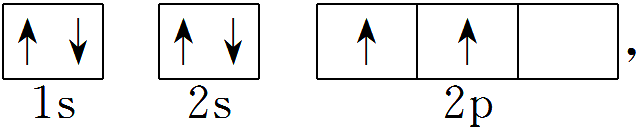 ↑ ↓ ↑ ↓ ↑ ↑ ,
1s 2s 2p